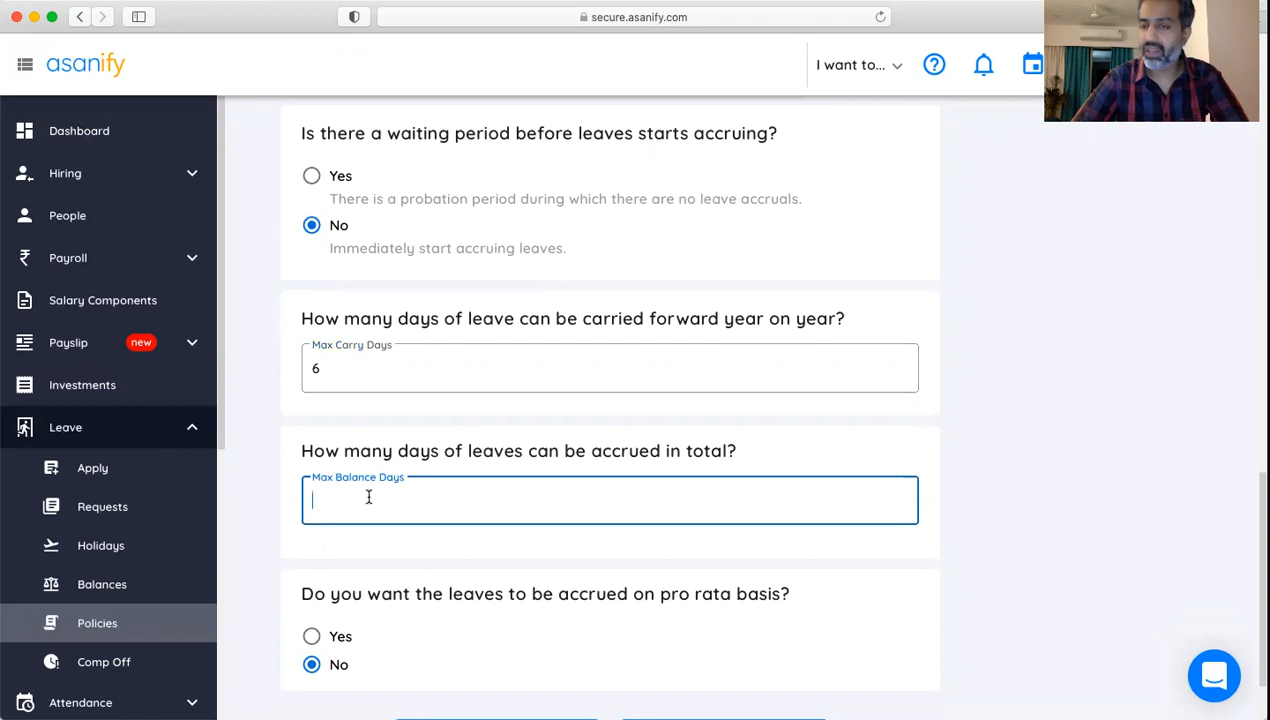 secure.asanify.com
asanify
I want to...
Dashboard
Hiring
People
Payroll
Salary Components
Payslip new
Investments
Leave
Apply
Requests
Holidays
Balances
Policies
Comp Off
Attendance
Is there a waiting period before leaves starts accruing?
Yes
There is a probation period during which there are no leave accruals.
No
Immediately start accruing leaves.
How many days of leave can be carried forward year on year?
Max Carry Days
6
How many days of leaves can be accrued in total?
Max Balance Days
Do you want the leaves to be accrued on pro rata basis?
Yes
No